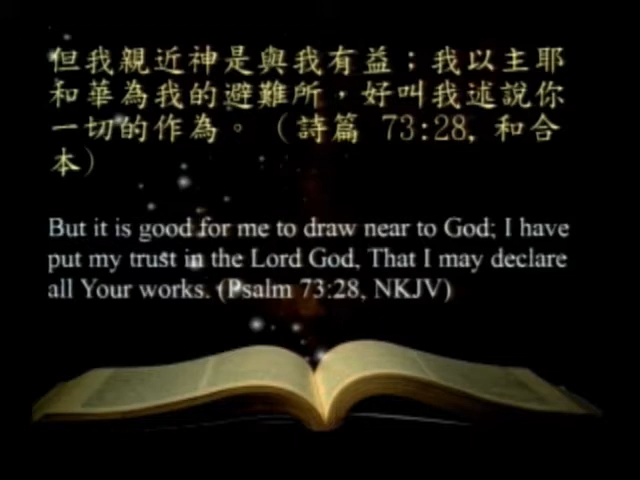 但我親近神是與我有益；我以主耶
和華為我的避難所，好叫我述說你
一切的作為。（詩篇 73:28, 和合
本）
But it is good for me to draw near to God; I have
put my trust in the Lord God, That I may declare
all Your works. (Psalm 73:28, NKJV)